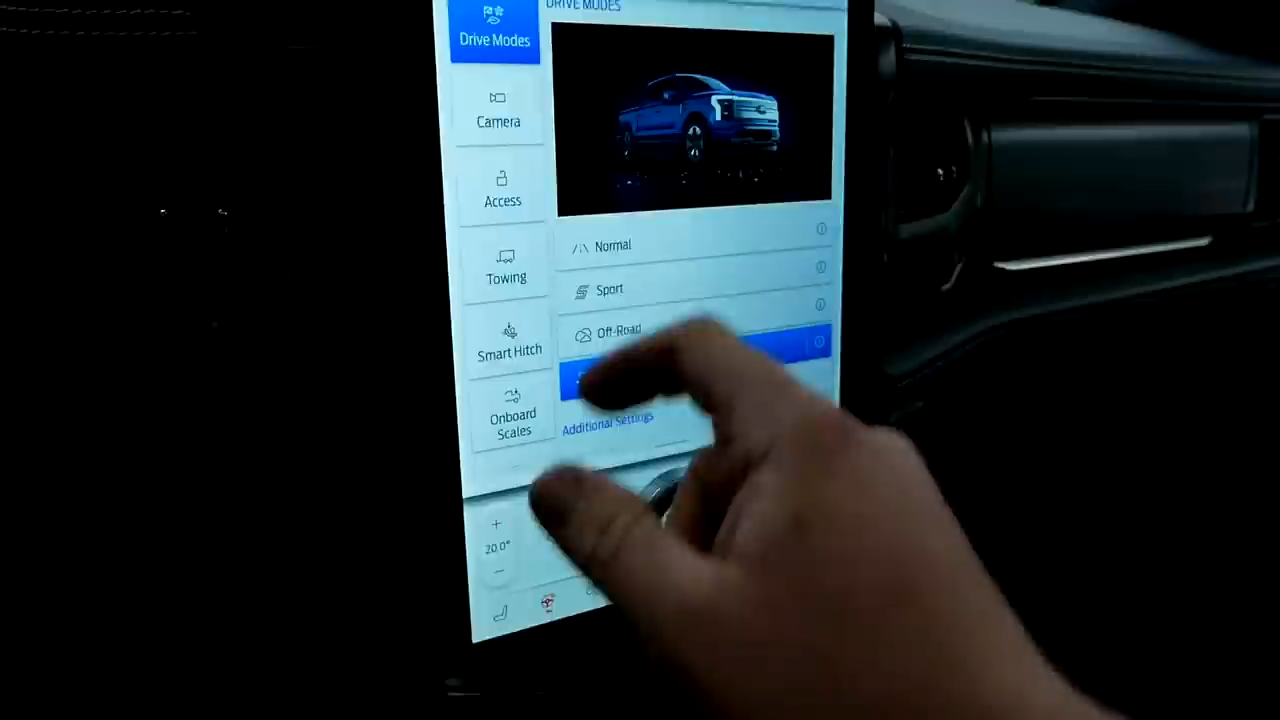 DRIVE MODES
Drive Modes
Camera
Access
Towing
Smart Hitch
Onboard
Scales
Normal
Sport
Off-Road
Additional Settings
+
20.0°
−